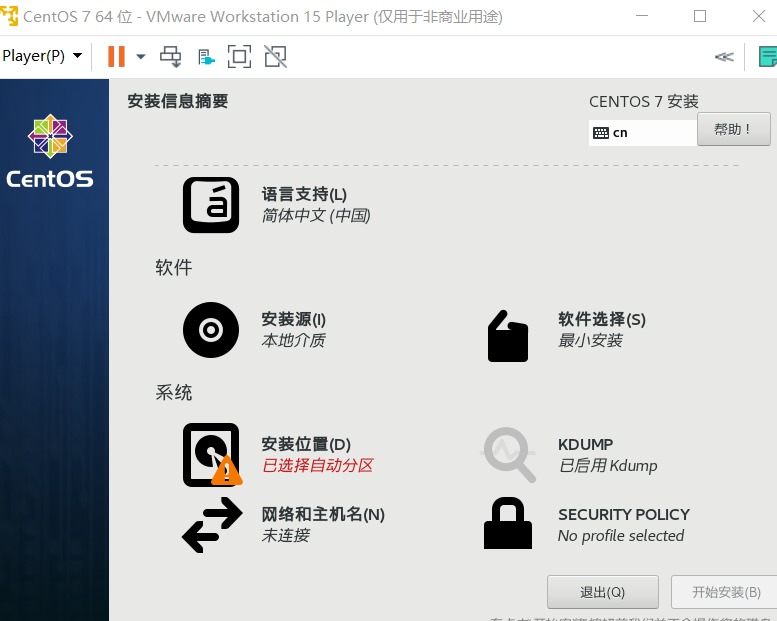 CentOS 7 64 位 - VMware Workstation 15 Player (仅用于非商业用途)
Player(P)
安装信息摘要
CENTOS 7 安装
cn
帮助！
CentOS
语言支持(L)
简体中文 (中国)
软件
安装源(I)
本地介质
软件选择(S)
最小安装
系统
安装位置(D)
已选择自动分区
KDUMP
已启用 Kdump
网络和主机名(N)
未连接
SECURITY POLICY
No profile selected
退出(Q)
开始安装(B)